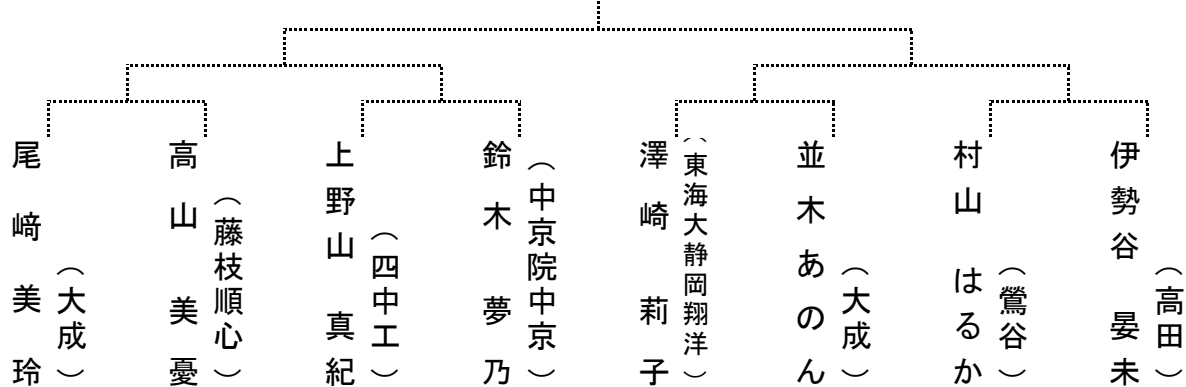 尾﨑美玲
（大成）
高山美憂
（藤枝順心）
上野山真紀
（四中工）
鈴木夢乃
（中京院中京）
澤崎莉子
（東海大静岡翔洋）
並木あのん
（大成）
村山はるか
（鶯谷）
伊勢谷晏未
（高田）